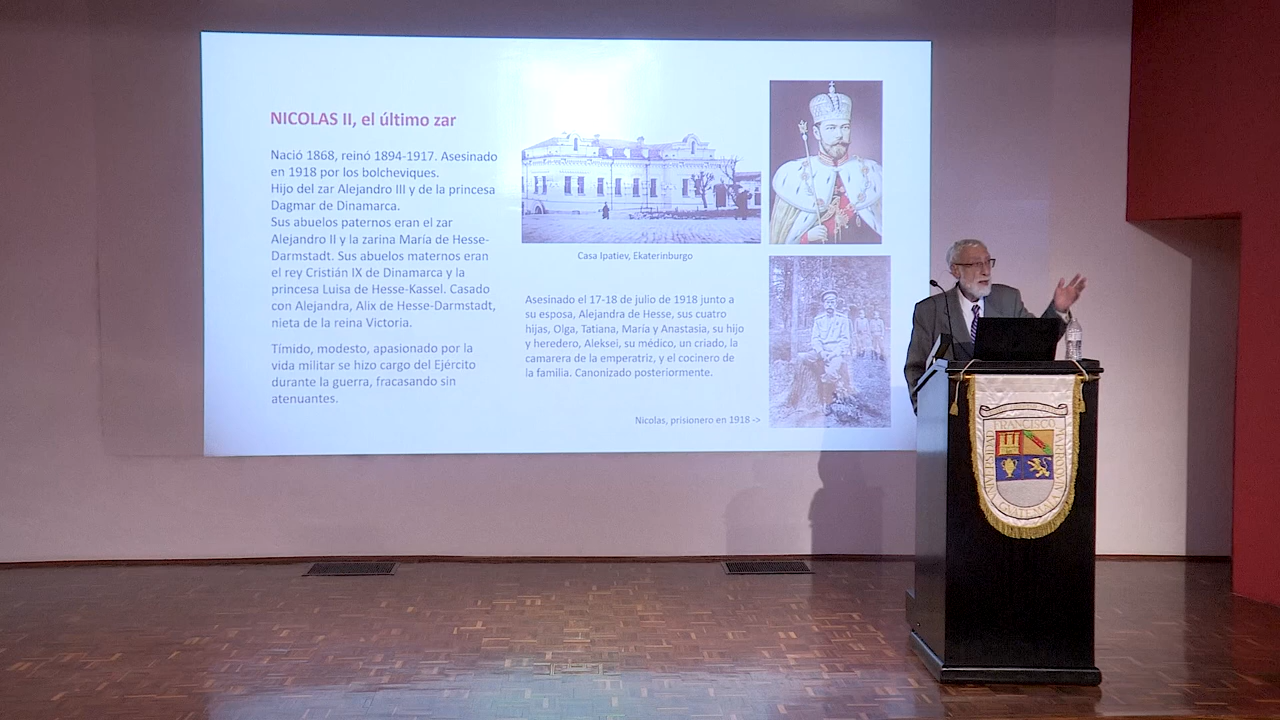 NICOLAS II, el último zar
Nació 1868, reinó 1894-1917. Asesinado
en 1918 por los bolcheviques.
Hijo del zar Alejandro III y de la princesa
Dagmar de Dinamarca.
Sus abuelos paternos eran el zar
Alejandro II y la zarina María de Hesse-
Darmstadt. Sus abuelos maternos eran
el rey Cristián IX de Dinamarca y la
princesa Luisa de Hesse-Kassel. Casado
con Alejandra, Alix de Hesse-Darmstadt,
nieta de la reina Victoria.
Tímido, modesto, apasionado por la
vida militar se hizo cargo del Ejército
durante la guerra, fracasando sin
atenuantes.
Casa Ipatiev, Ekaterinburgo
Asesinado el 17-18 de julio de 1918 junto a
su esposa, Alejandra de Hesse, sus cuatro
hijas, Olga, Tatiana, María y Anastasia, su hijo
y heredero, Aleksei, su médico, un criado, la
camarera de la emperatriz, y el cocinero de
la familia. Canonizado posteriormente.
Nicolas, prisionero en 1918 ->
UNIVERSIDAD FRANCISCO MARROQUIN
GUATEMALA